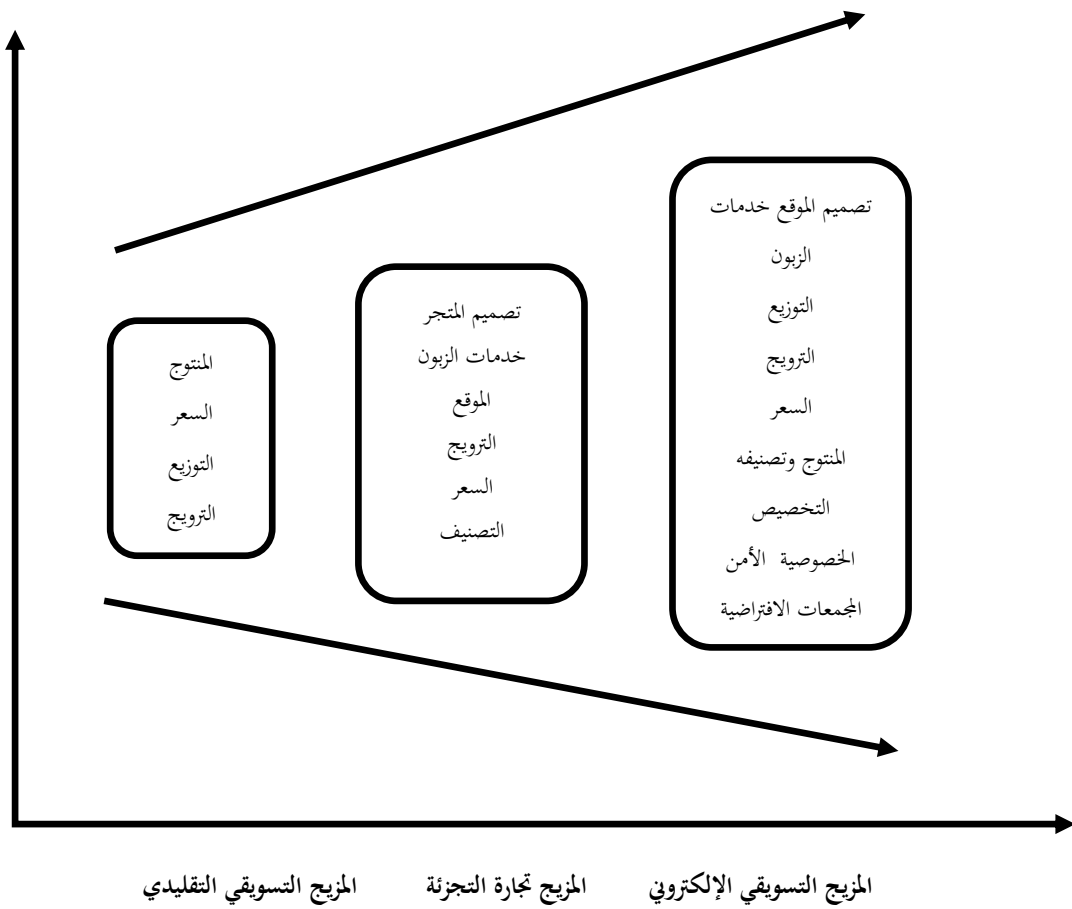 المنتوج
السعر
التوزيع
الترويج
تصميم المتجر
خدمات الزبون
الموقع
الترويج
السعر
التصنيف
تصميم الموقع خدمات
الزبون
التوزيع
الترويج
السعر
المنتوج وتصنيفه
التخصيص
الخصوصية الأمن
المجمعات الافتراضية
المزيج التسويقي التقليدي
المزيج تجارة التجزئة
المزيج التسويقي الإلكتروني